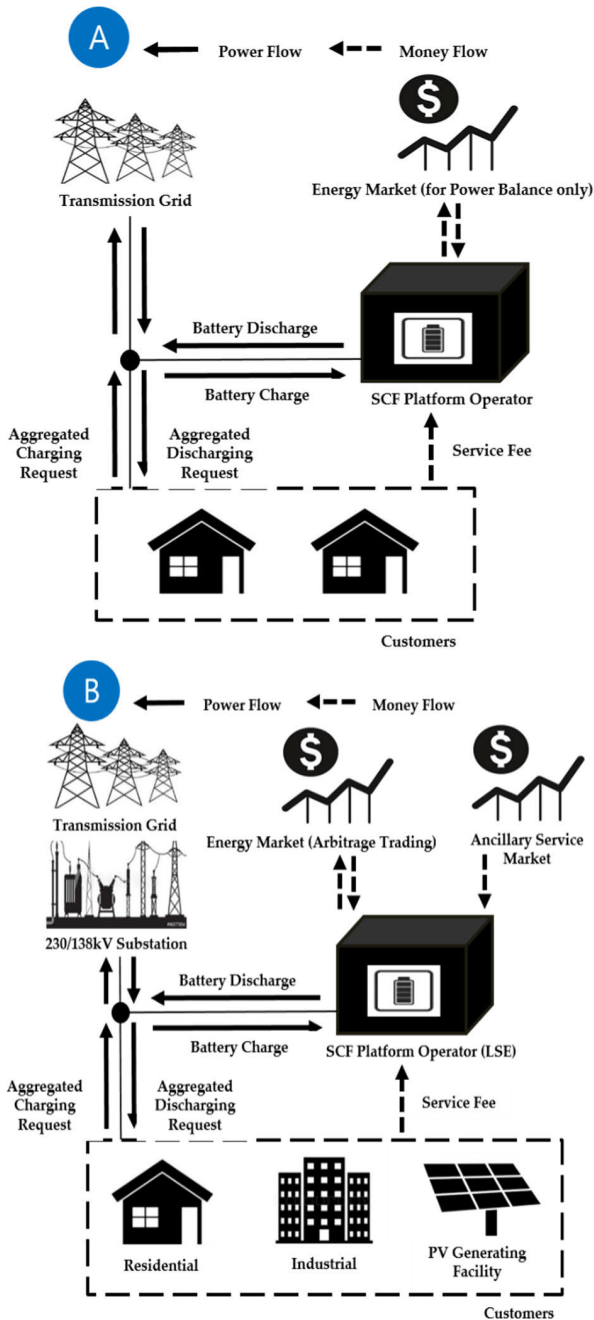 A
Power Flow
Money Flow
$
Transmission Grid
Energy Market (for Power Balance only)
Battery Discharge
Battery Charge
SCF Platform Operator
Aggregated
Charging
Request
Aggregated
Discharging
Request
Service Fee
Customers
B
Power Flow
Money Flow
$
$
Transmission Grid
Energy Market (Arbitrage Trading)
Ancillary Service
Market
230/138kV Substation
Battery Discharge
Battery Charge
SCF Platform Operator (LSE)
Aggregated
Charging
Request
Aggregated
Discharging
Request
Service Fee
Residential
Industrial
PV Generating
Facility
Customers